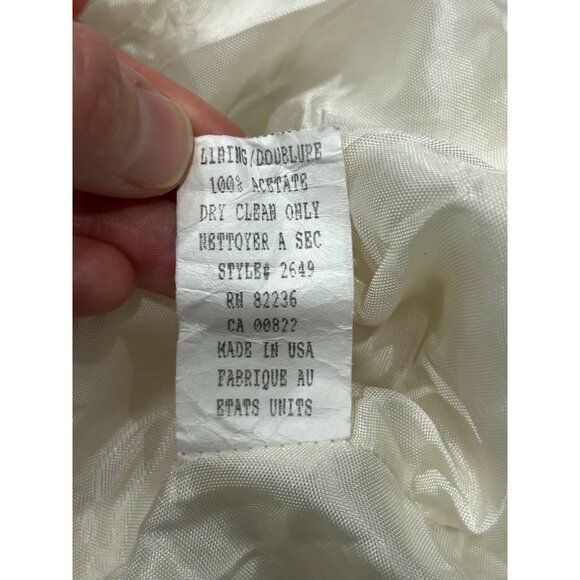 LINING/DOUBLURE
100% ACETATE
DRY CLEAN ONLY
NETTOYER A SEC
STYLE# 2649
RN 82236
CA 00822
MADE IN USA
FABRIQUE AU
ETATS UNITS